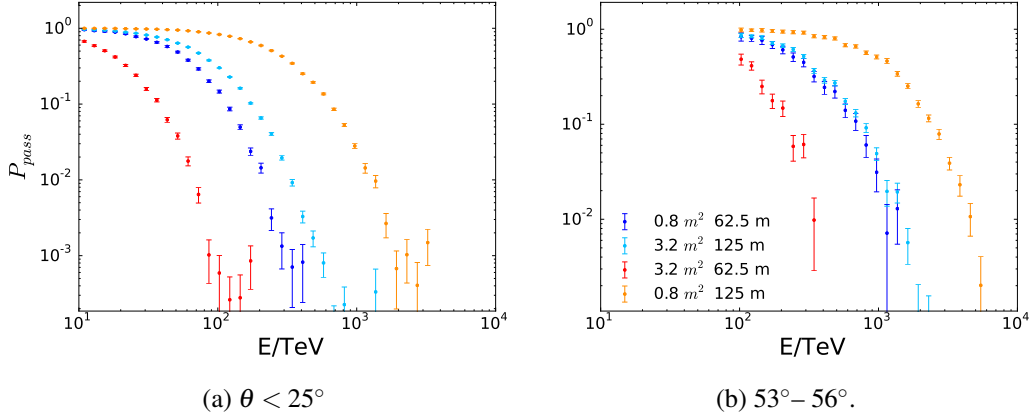 10^0
10^-1
10^-2
10^-3
P_pass
10^1 10^2 10^3 10^4
E/TeV
(a) θ < 25°
10^0
10^-1
10^-2
0.8 m^2 62.5 m
3.2 m^2 125 m
3.2 m^2 62.5 m
0.8 m^2 125 m
10^1 10^2 10^3 10^4
E/TeV
(b) 53°– 56°.